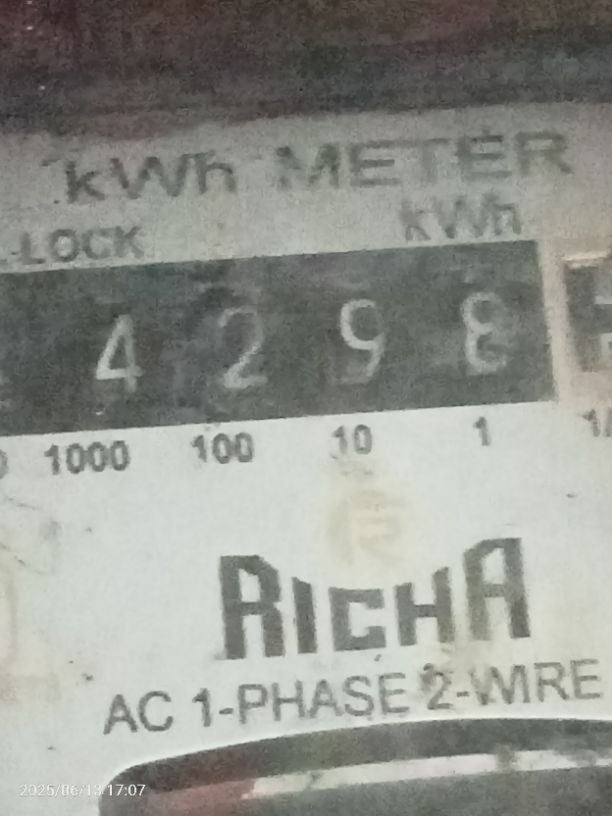 kWh METER
-LOCK kWh
4 2 9 8
1000 100 10 1 1/
RICHA
AC 1-PHASE 2-WIRE
2025/06/13 17:07